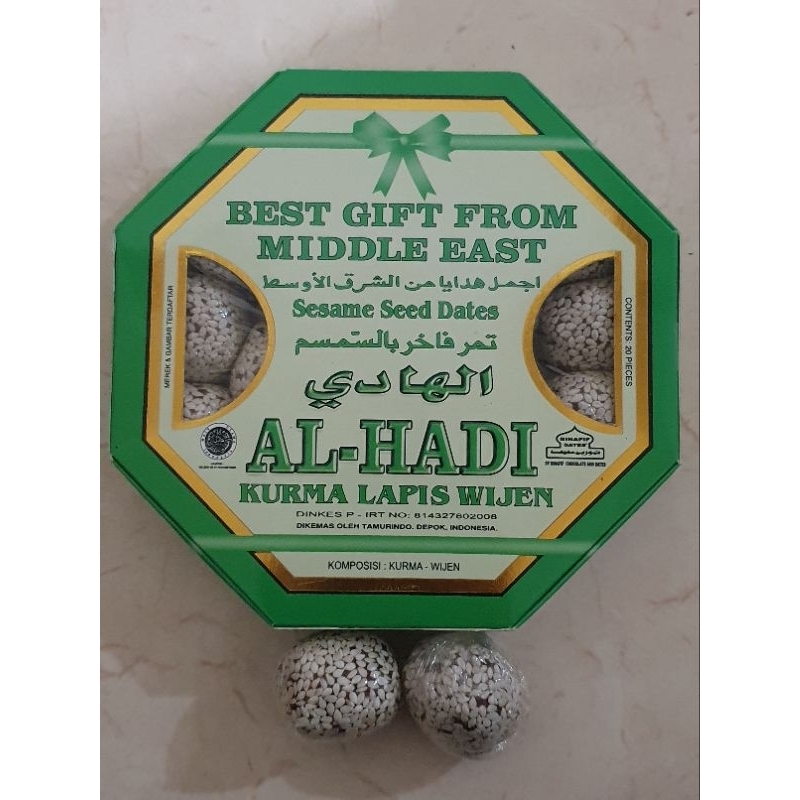 BEST GIFT FROM
MIDDLE EAST
اجمل هدايا من الشرق الأوسط
Sesame Seed Dates
تمر فاخر بالسمسم
الهادي
AL-HADI
KURMA LAPIS WIJEN
DINKES P - IRT NO: 814327602008
DIKEMAS OLEH TAMURINDO. DEPOK, INDONESIA.
KOMPOSISI : KURMA - WIJEN
MEREK & GAMBAR TERDAFTAR
CONTENTS: 20 PIECES
BINAFIF
DATES